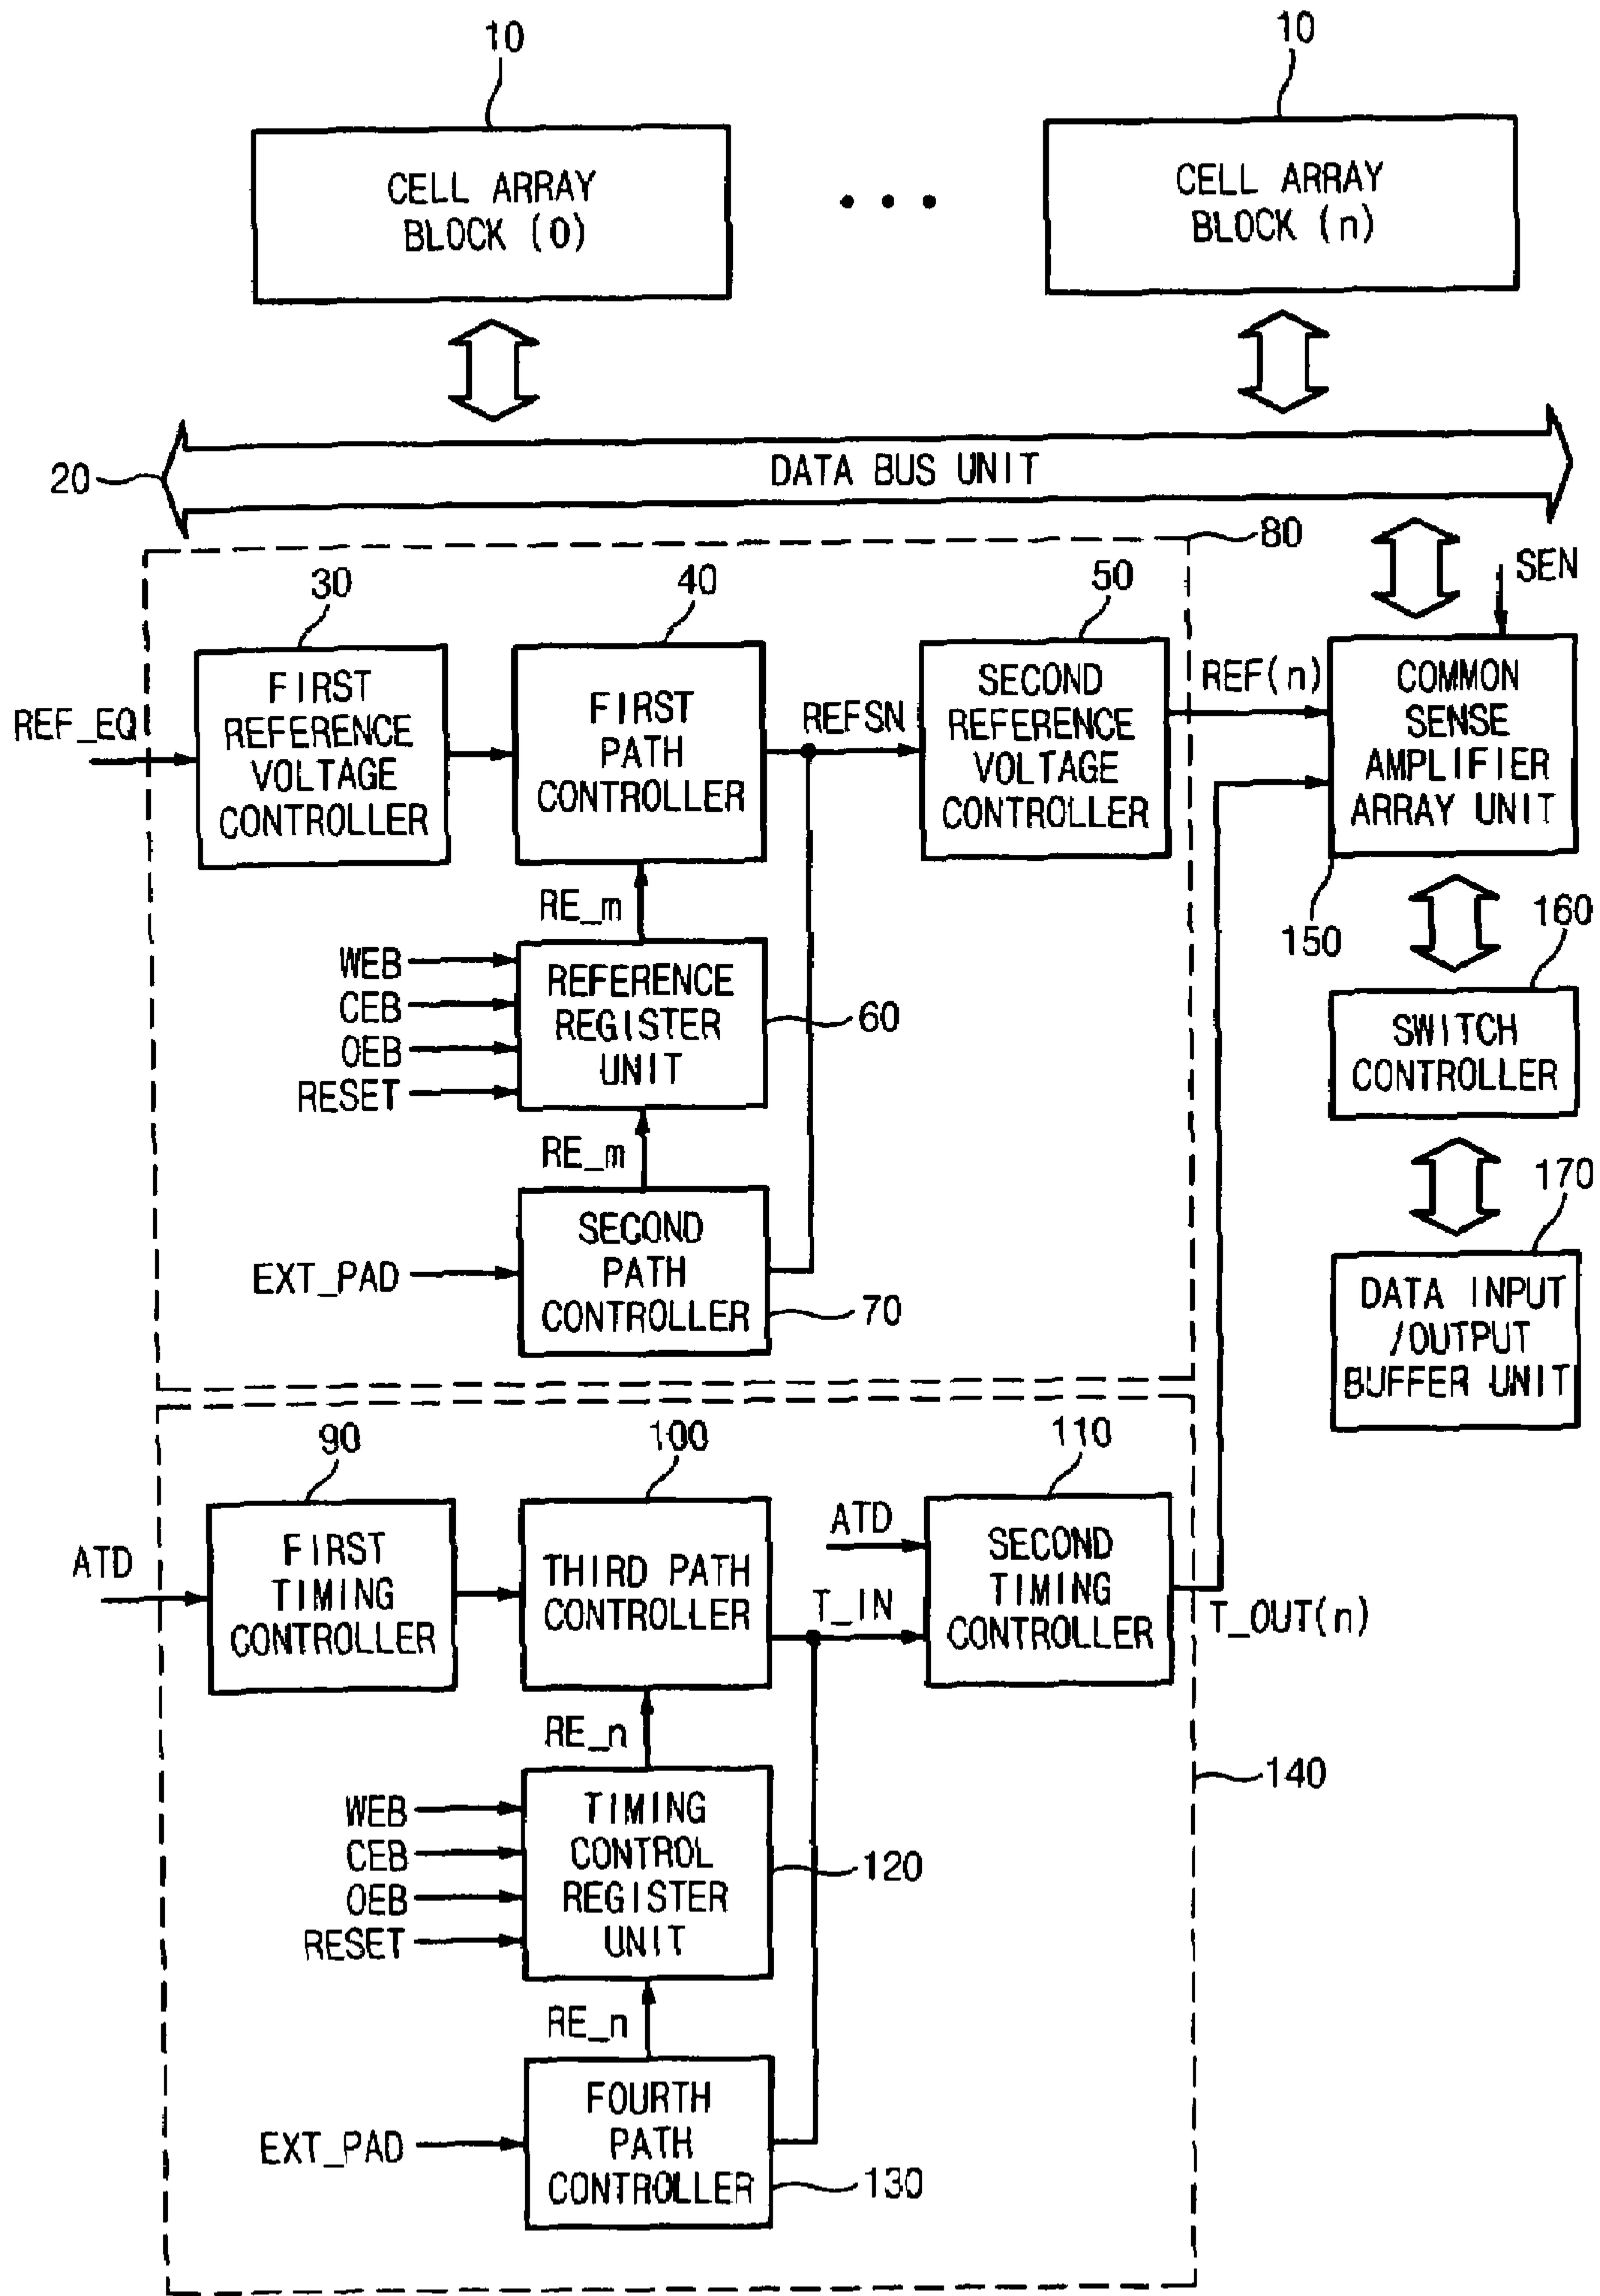 10
10
CELL ARRAY
BLOCK (0)
CELL ARRAY
BLOCK (n)
20
DATA BUS UNIT
80
SEN
30
40
50
REF_EQ
FIRST
REFERENCE
VOLTAGE
CONTROLLER
FIRST
PATH
CONTROLLER
REFSN
SECOND
REFERENCE
VOLTAGE
CONTROLLER
REF(n)
COMMON
SENSE
AMPLIFIER
ARRAY UNIT
150
RE_m
WEB
CEB
OEB
RESET
REFERENCE
REGISTER
UNIT
60
160
SWITCH
CONTROLLER
RE_m
EXT_PAD
SECOND
PATH
CONTROLLER
70
170
DATA INPUT
/OUTPUT
BUFFER UNIT
90
100
110
ATD
FIRST
TIMING
CONTROLLER
THIRD PATH
CONTROLLER
ATD
T_IN
SECOND
TIMING
CONTROLLER
T_OUT(n)
RE_n
140
WEB
CEB
OEB
RESET
TIMING
CONTROL
REGISTER
UNIT
120
RE_n
EXT_PAD
FOURTH
PATH
CONTROLLER
130